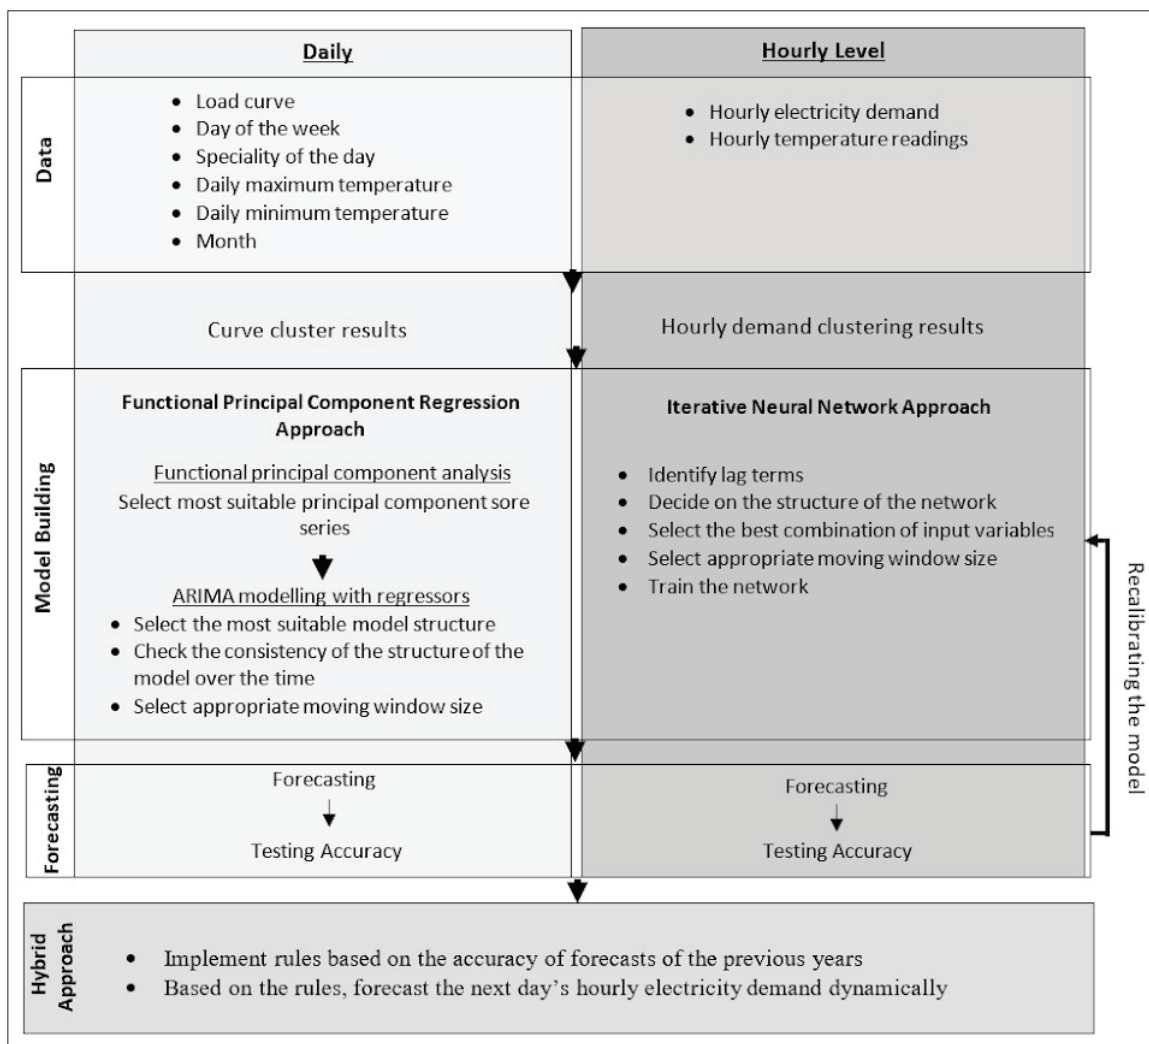 Daily
Hourly Level
Data
• Load curve
• Day of the week
• Speciality of the day
• Daily maximum temperature
• Daily minimum temperature
• Month
• Hourly electricity demand
• Hourly temperature readings
Curve cluster results
Hourly demand clustering results
Model Building
Functional Principal Component Regression
Approach
Functional principal component analysis
Select most suitable principal component sore
series
ARIMA modelling with regressors
• Select the most suitable model structure
• Check the consistency of the structure of the
model over the time
• Select appropriate moving window size
Iterative Neural Network Approach
• Identify lag terms
• Decide on the structure of the network
• Select the best combination of input variables
• Select appropriate moving window size
• Train the network
Recalibrating the model
Forecasting
Forecasting
Testing Accuracy
Forecasting
Testing Accuracy
Hybrid
Approach
• Implement rules based on the accuracy of forecasts of the previous years
• Based on the rules, forecast the next day’s hourly electricity demand dynamically